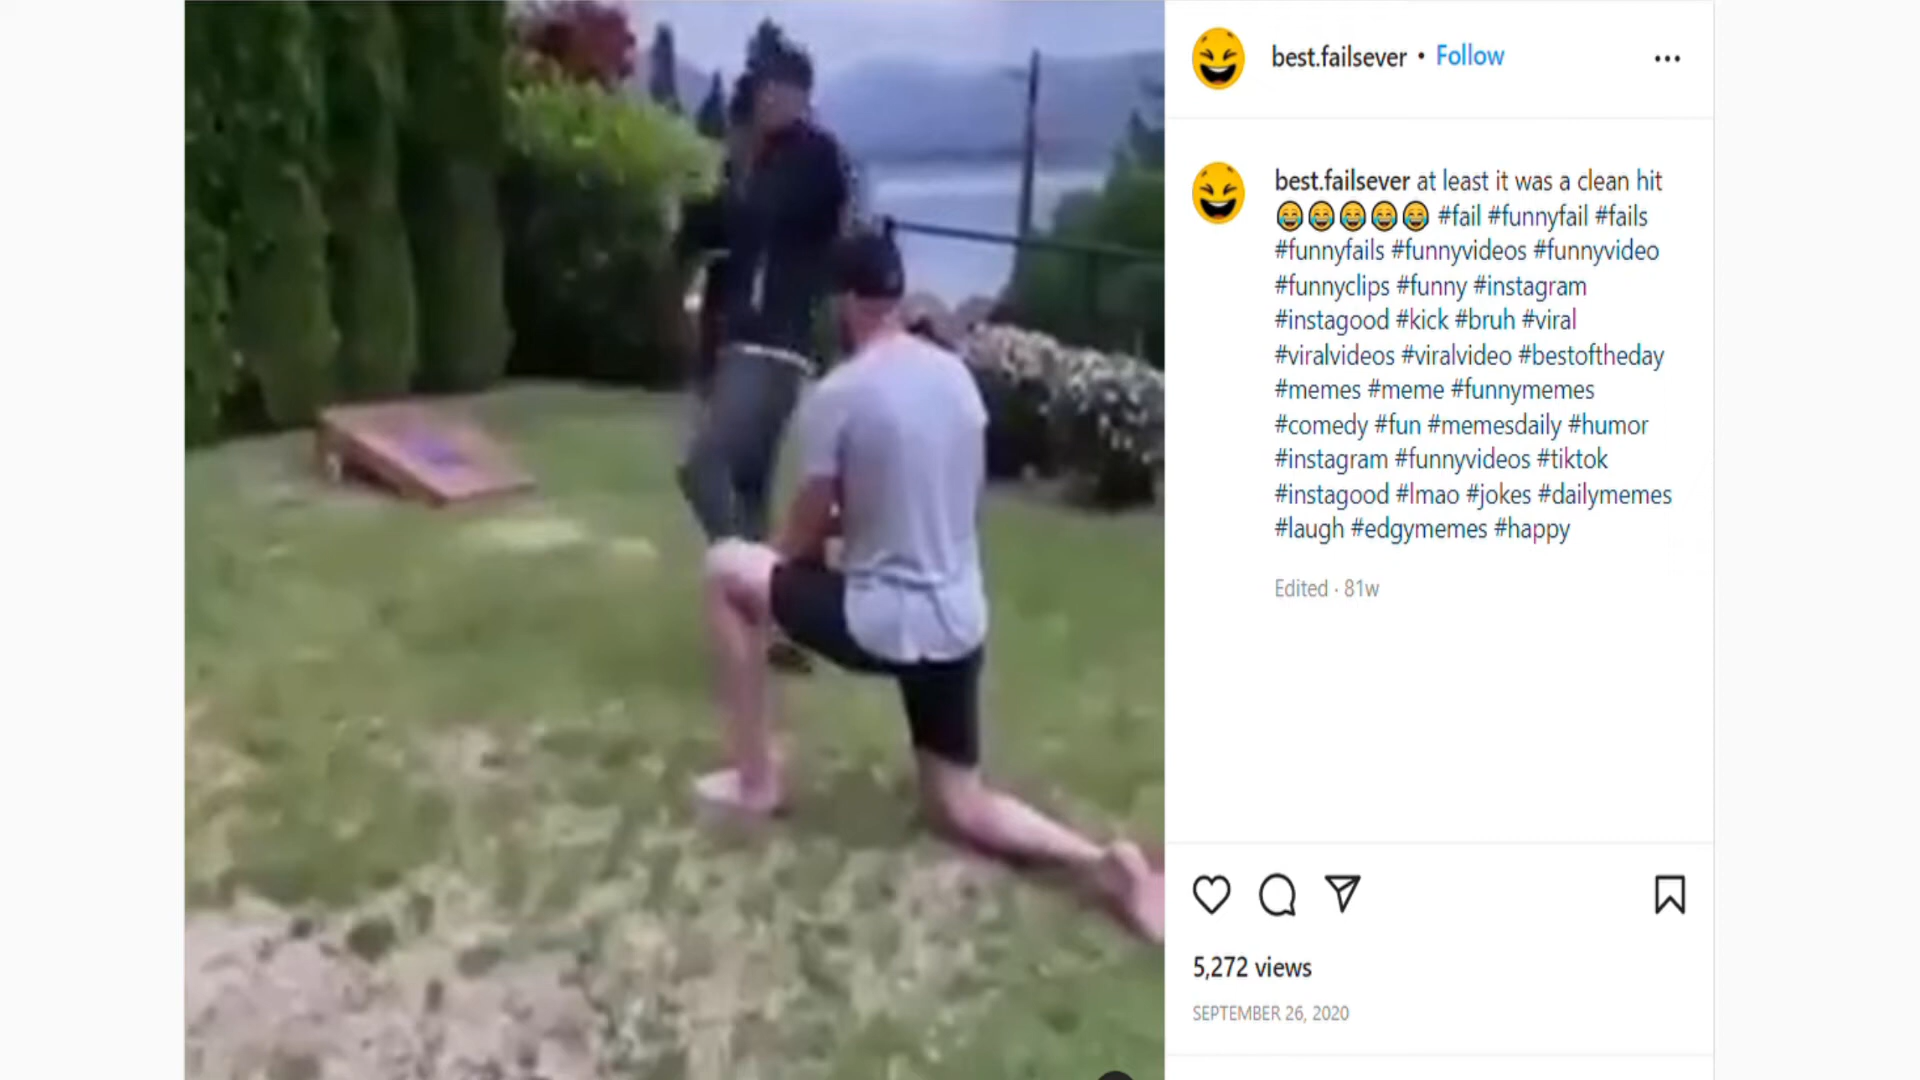 best.failsever • Follow
best.failsever at least it was a clean hit
😂😂😂😂😂 #fail #funnyfail #fails
#funnyfails #funnyvideos #funnyvideo
#funnyclips #funny #instagram
#instagood #kick #bruh #viral
#viralvideos #viralvideo #bestoftheday
#memes #meme #funnymemes
#comedy #fun #memesdaily #humor
#instagram #funnyvideos #tiktok
#instagood #lmao #jokes #dailymemes
#laugh #edgymemes #happy
Edited · 81w
5,272 views
SEPTEMBER 26, 2020